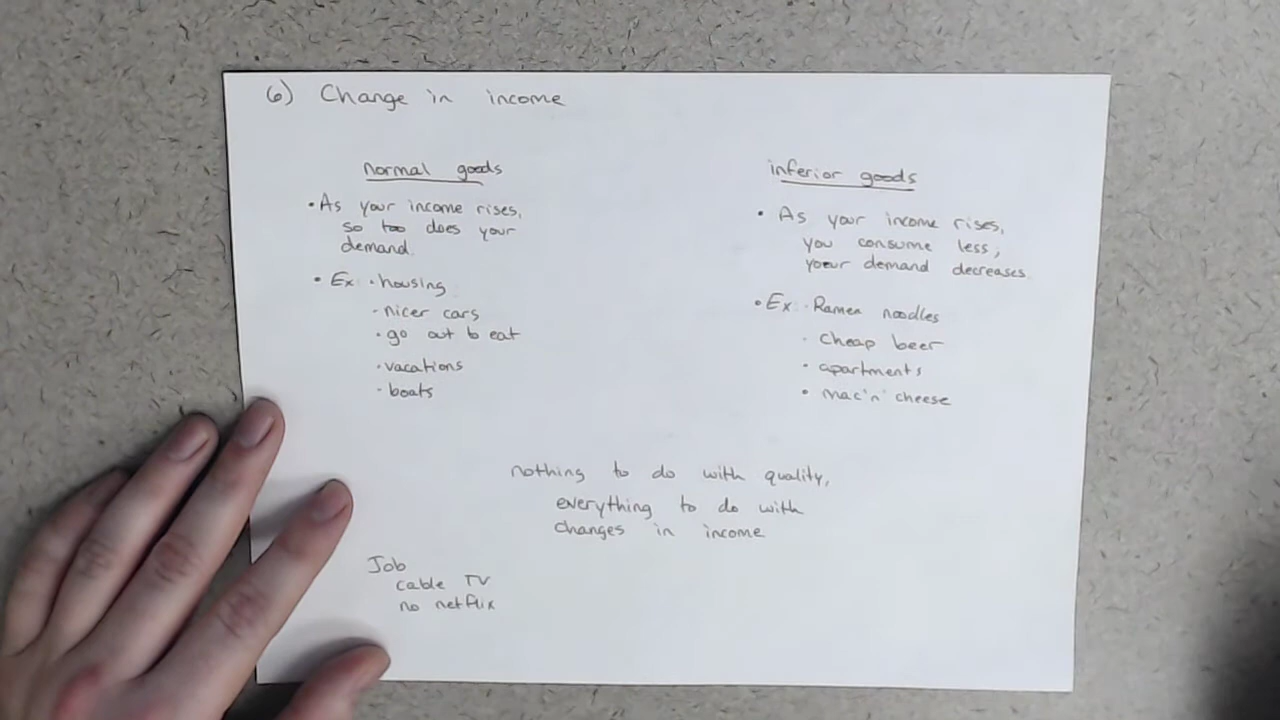 6) Change in income
normal goods
• As your income rises,
so too does your
demand.
• Ex: • housing
- nicer cars
• go out to eat
• vacations
- boats
inferior goods
• As your income rises,
you consume less;
your demand decreases
• Ex: • Ramen noodles
• Cheap beer
• apartments
• mac 'n' cheese
nothing to do with quality,
everything to do with
changes in income
Job
cable TV
no netflix